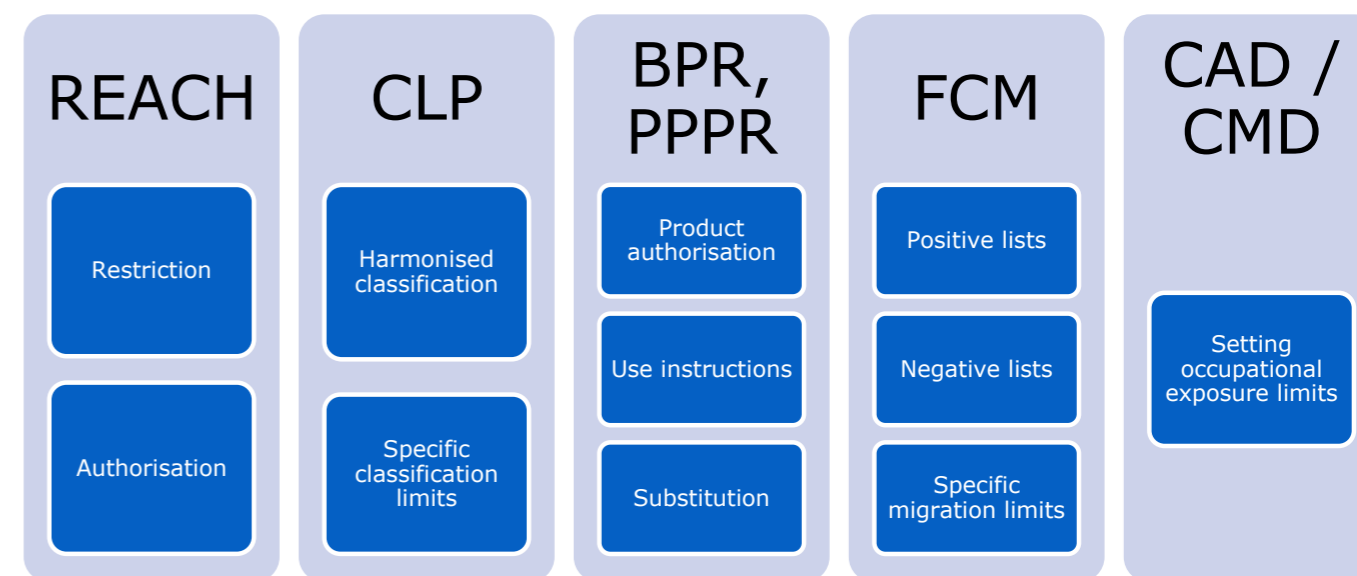 REACH
Restriction
Authorisation
CLP
Harmonised
classification
Specific
classification
limits
BPR,
PPPR
Product
authorisation
Use instructions
Substitution
FCM
Positive lists
Negative lists
Specific
migration limits
CAD /
CMD
Setting
occupational
exposure limits